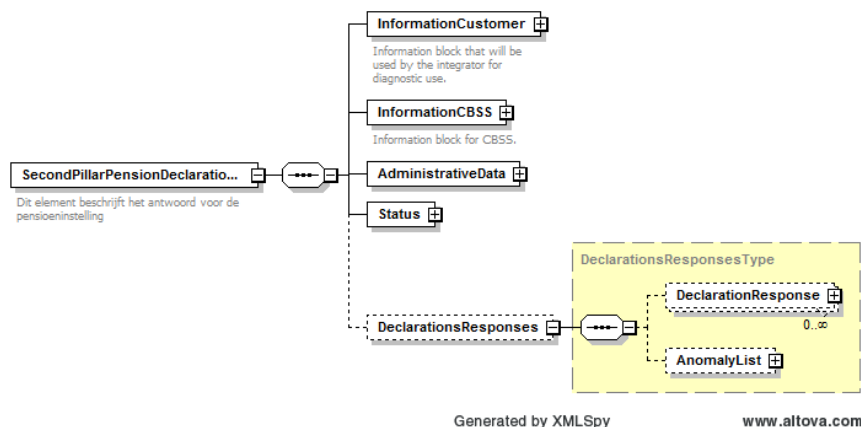 InformationCustomer
Information block that will be
used by the integrator for
diagnostic use.
InformationCBSS
Information block for CBSS.
SecondPillarPensionDeclaratio...
Dit element beschrijft het antwoord voor de
pensioeninstelling
AdministrativeData
Status
DeclarationsResponsesType
DeclarationResponse
0..∞
DeclarationsResponses
AnomalyList
Generated by XMLSpy
www.altova.com